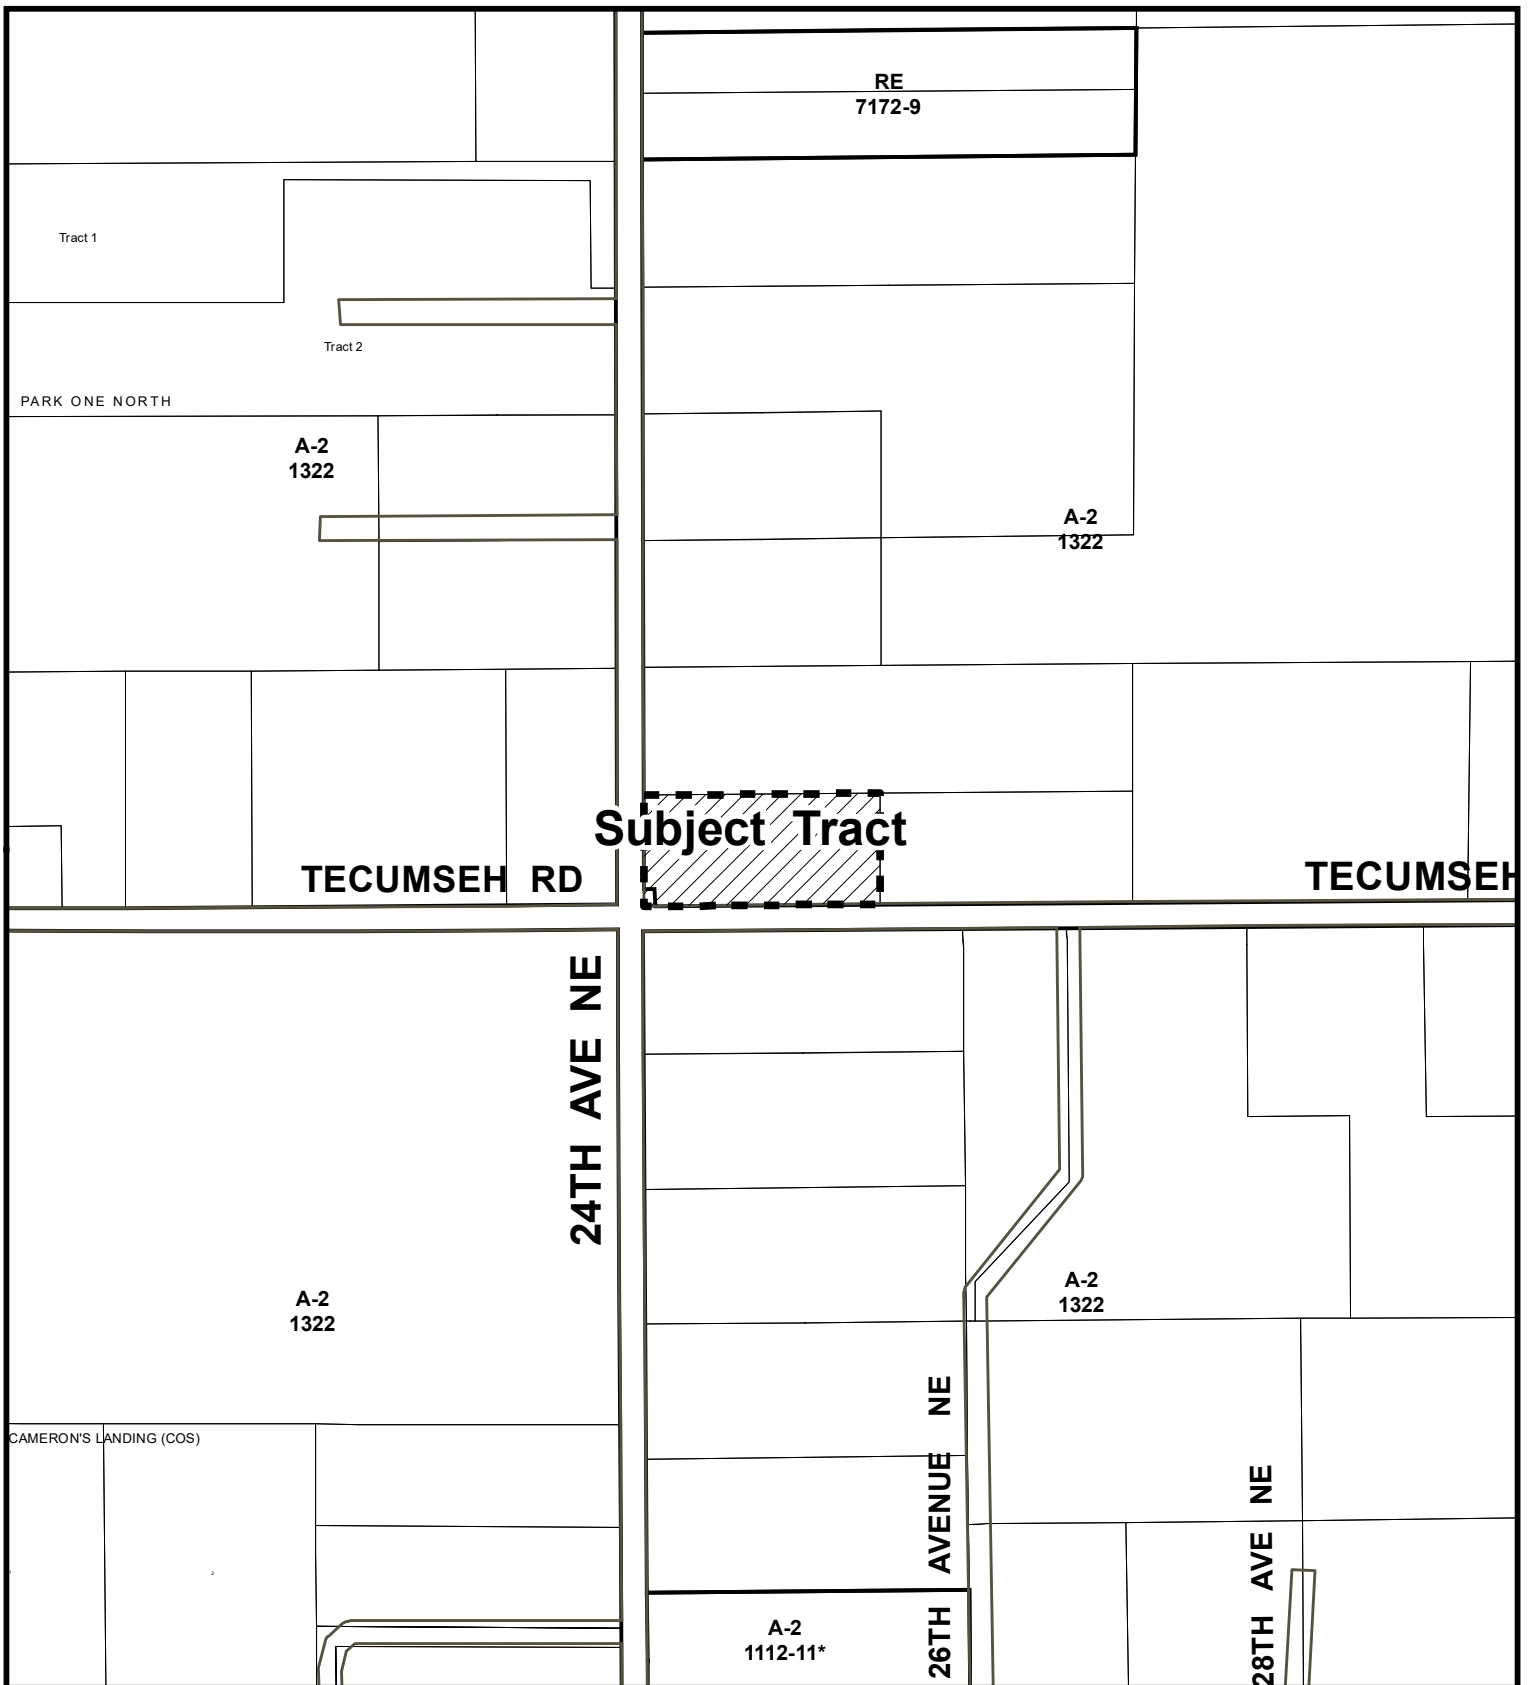 RE
7172-9
Tract 1
Tract 2
PARK ONE NORTH
A-2
1322
A-2
1322
Subject Tract
TECUMSEH RD
TECUMSEH
24TH AVE NE
A-2
1322
A-2
1322
CAMERON'S LANDING (COS)
2
26TH AVENUE NE
28TH AVE NE
A-2
1112-11*